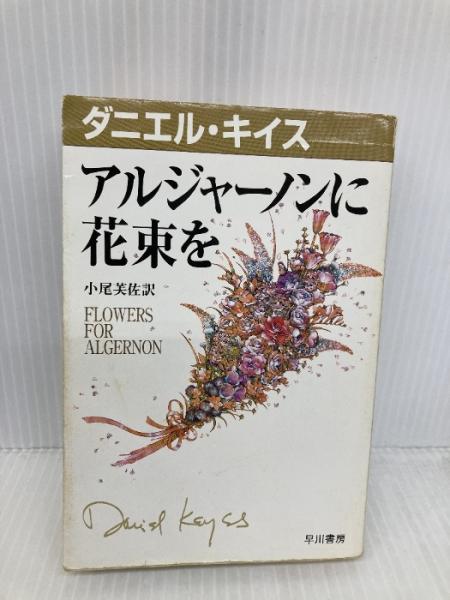 ダニエル・キイス
アルジャーノンに
花束を
小尾芙佐訳
FLOWERS
FOR
ALGERNON
Daniel Keyes
早川書房